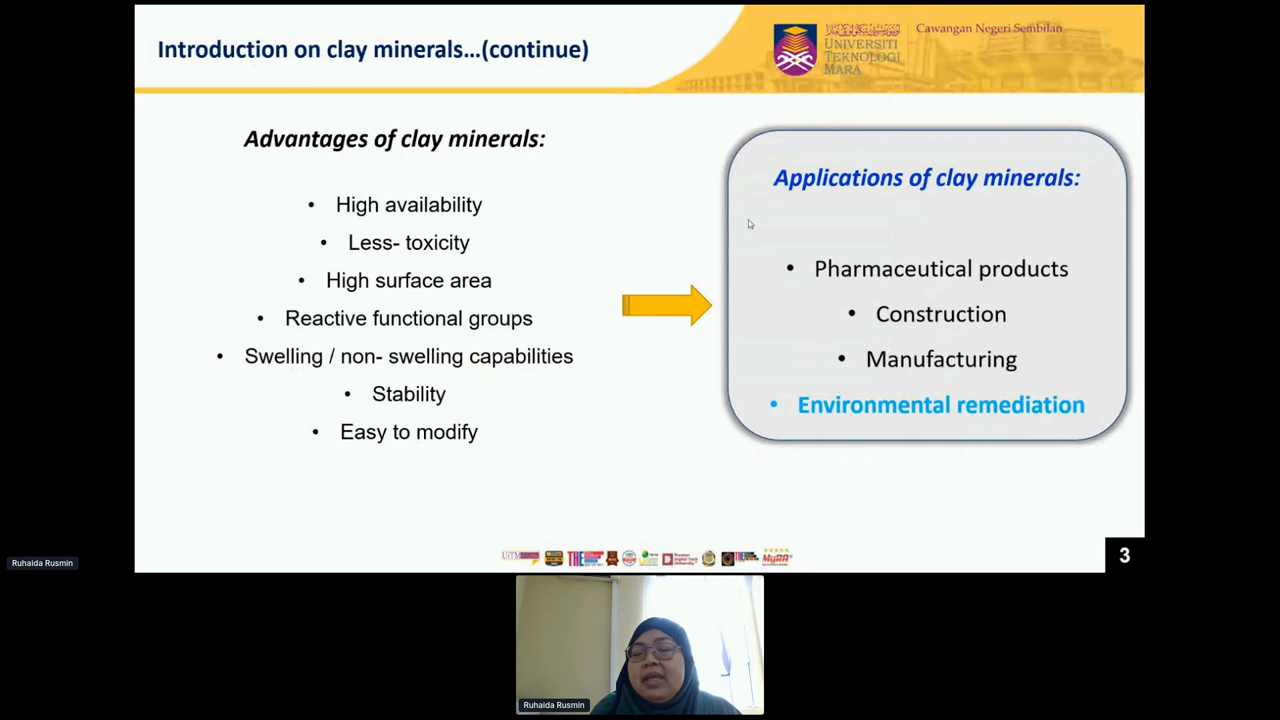 Introduction on clay minerals...(continue)
UNIVERSITI
TEKNOLOGI
MARA
Cawangan Negeri Sembilan
Advantages of clay minerals:
• High availability
• Less- toxicity
• High surface area
• Reactive functional groups
• Swelling / non- swelling capabilities
• Stability
• Easy to modify
Applications of clay minerals:
• Pharmaceutical products
• Construction
• Manufacturing
• Environmental remediation
3
Ruhaida Rusmin
Ruhaida Rusmin